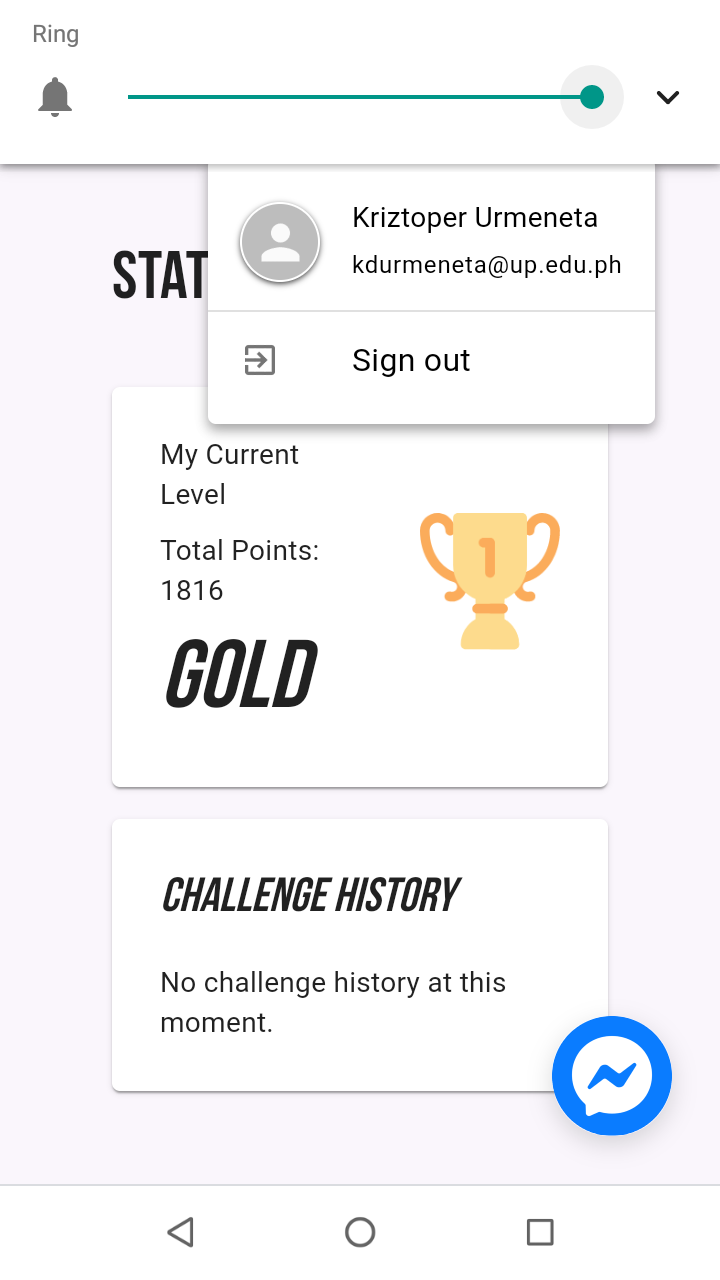 Ring
Kriztoper Urmeneta
kdurmeneta@up.edu.ph
STAT
Sign out
My Current
Level
Total Points:
1816
1
GOLD
CHALLENGE HISTORY
No challenge history at this
moment.